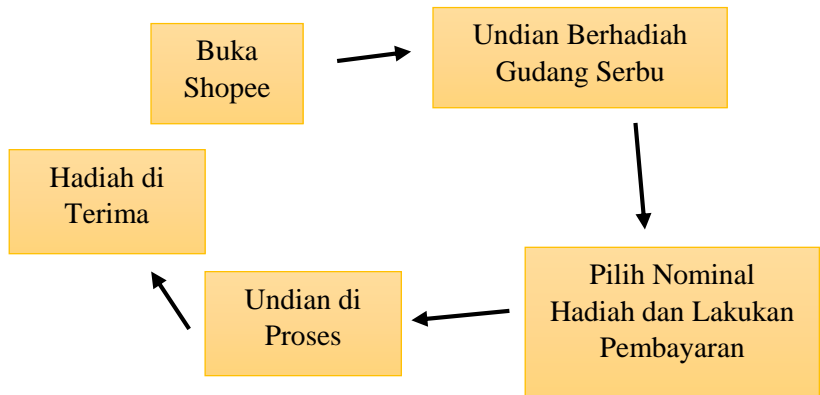 Buka
Shopee
Undian Berhadiah
Gudang Serbu
Pilih Nominal
Hadiah dan Lakukan
Pembayaran
Undian di
Proses
Hadiah di
Terima